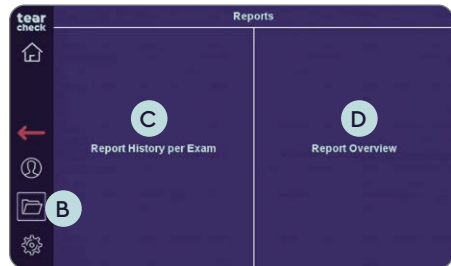 tear
check
Reports
C
D
Report History per Exam
Report Overview
B